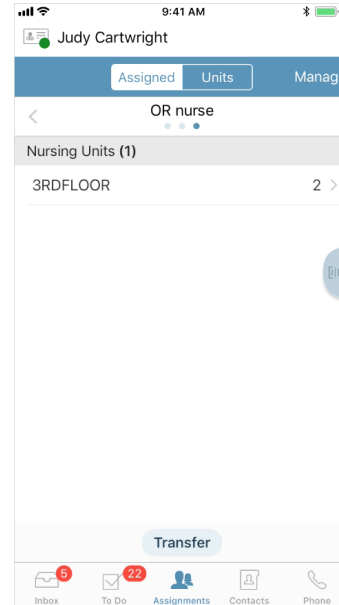 9:41 AM
Judy Cartwright
Assigned Units Manag
OR nurse
Nursing Units (1)
3RDFLOOR 2
Transfer
5 22
Inbox To Do Assignments Contacts Phone